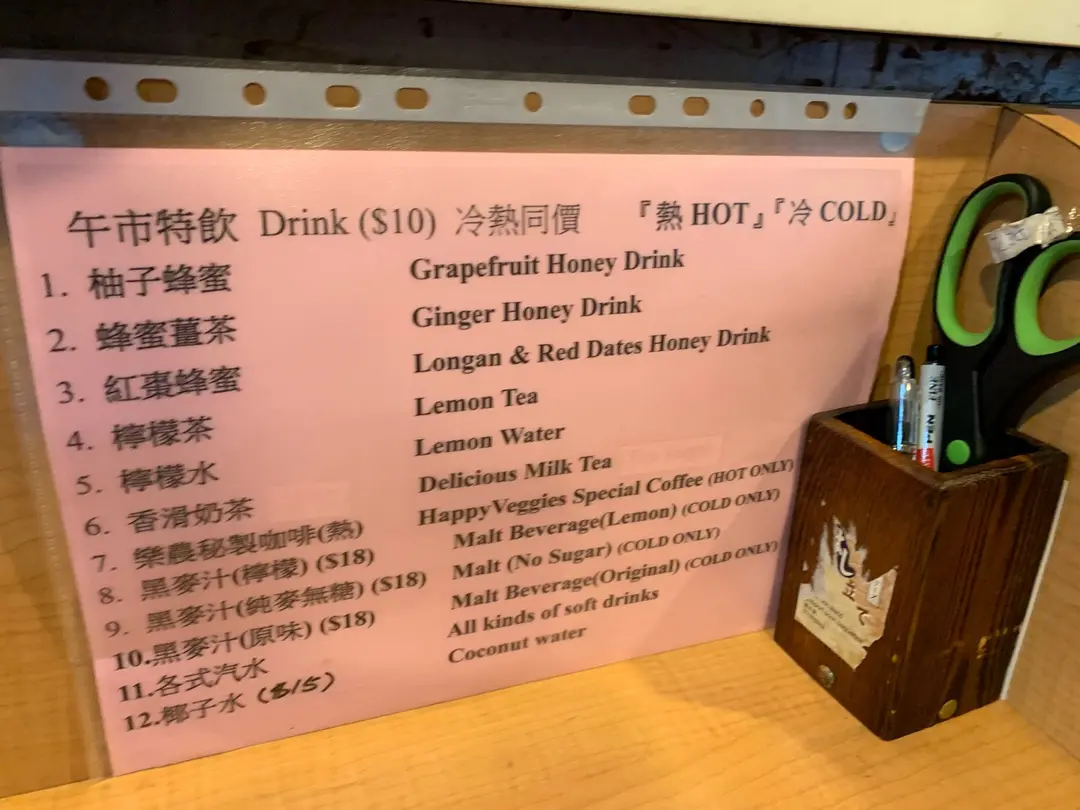 午市特飲 Drink ($10) 冷熱同價 『熱 HOT』『冷 COLD』
1. 柚子蜂蜜 Grapefruit Honey Drink
2. 蜂蜜薑茶 Ginger Honey Drink
3. 紅棗蜂蜜 Longan & Red Dates Honey Drink
4. 檸檬茶 Lemon Tea
5. 檸檬水 Lemon Water
6. 香滑奶茶 Delicious Milk Tea
7. 樂農秘製咖啡(熱) HappyVeggies Special Coffee (HOT ONLY)
8. 黑麥汁(檸檬) ($18) Malt Beverage(Lemon) (COLD ONLY)
9. 黑麥汁(純麥無糖) ($18) Malt (No Sugar) (COLD ONLY)
10.黑麥汁(原味) ($18) Malt Beverage(Original) (COLD ONLY)
11.各式汽水 All kinds of soft drinks
12.椰子水 ($15) Coconut water
PEN FINE
立て